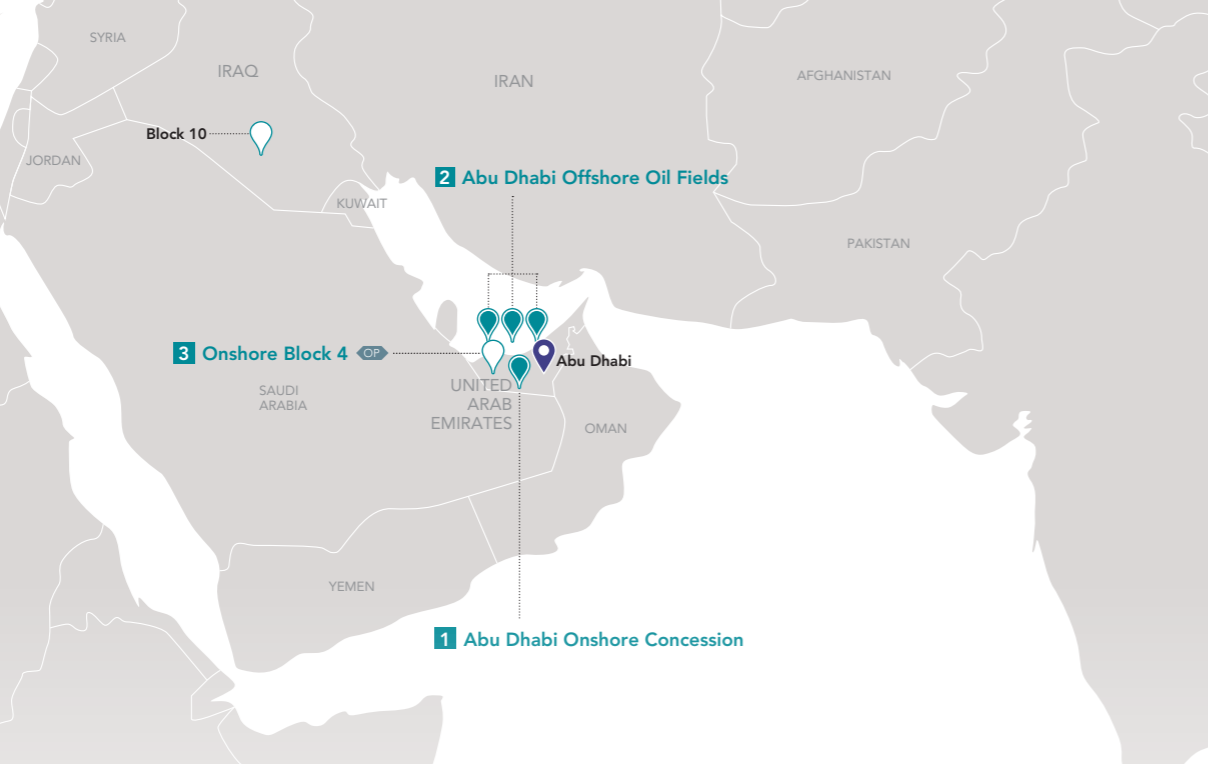 SYRIA
IRAQ
IRAN
AFGHANISTAN
Block 10
JORDAN
2 Abu Dhabi Offshore Oil Fields
KUWAIT
PAKISTAN
3 Onshore Block 4 OP
Abu Dhabi
SAUDI
ARABIA
UNITED
ARAB
EMIRATES
OMAN
YEMEN
1 Abu Dhabi Onshore Concession